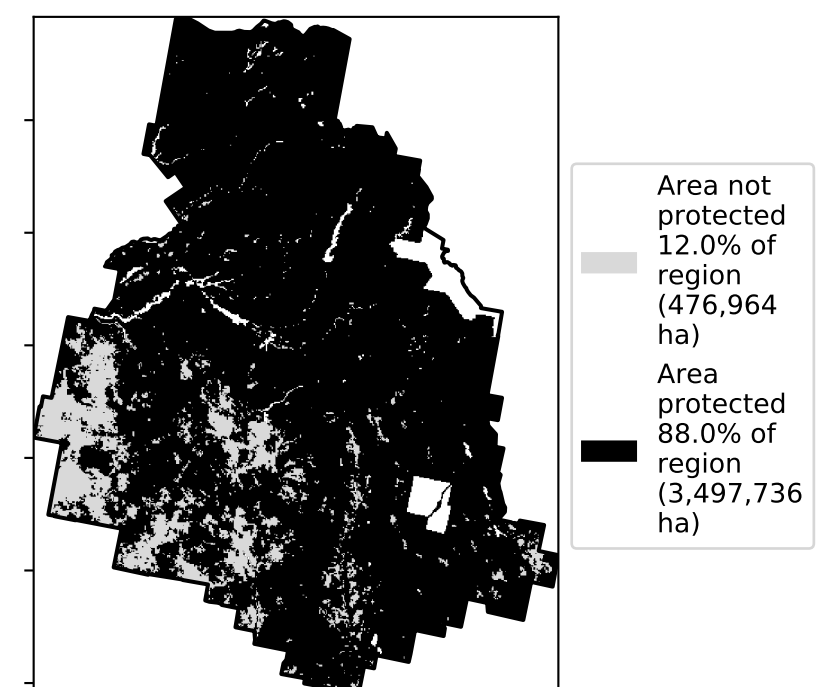 Area not
protected
12.0% of
region
(476,964
ha)
Area
protected
88.0% of
region
(3,497,736
ha)